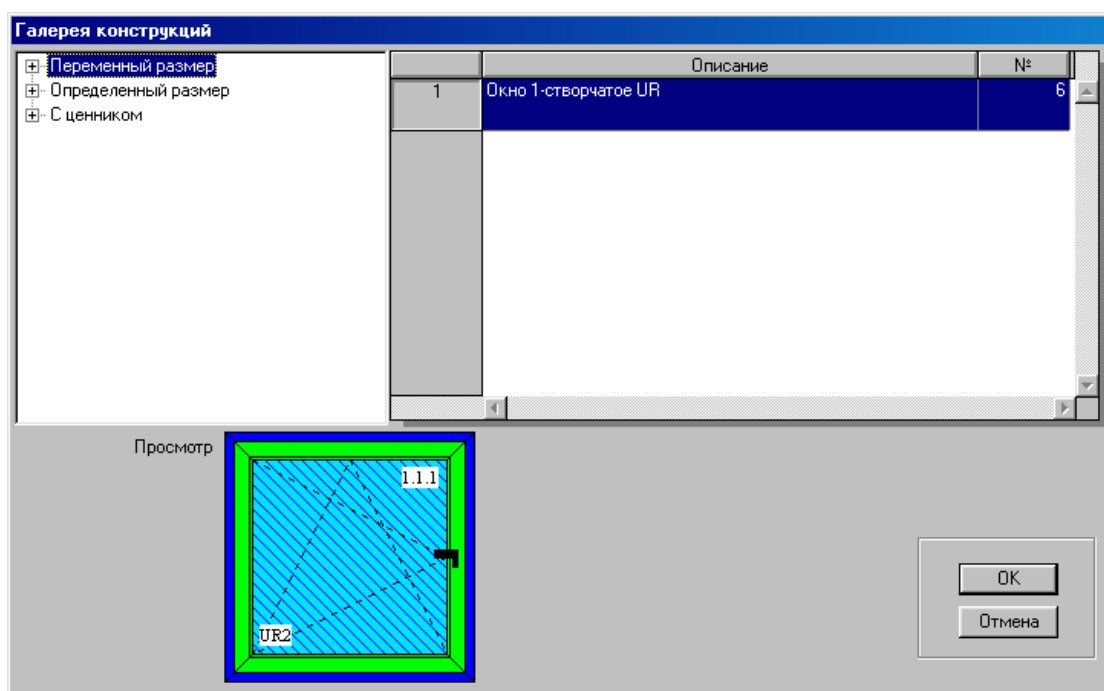 Галерея конструкций
Переменный размер
Определенный размер
С ценником
Описание №
1 Окно 1-створчатое UR 6
Просмотр
1.1.1
UR2
OK
Отмена